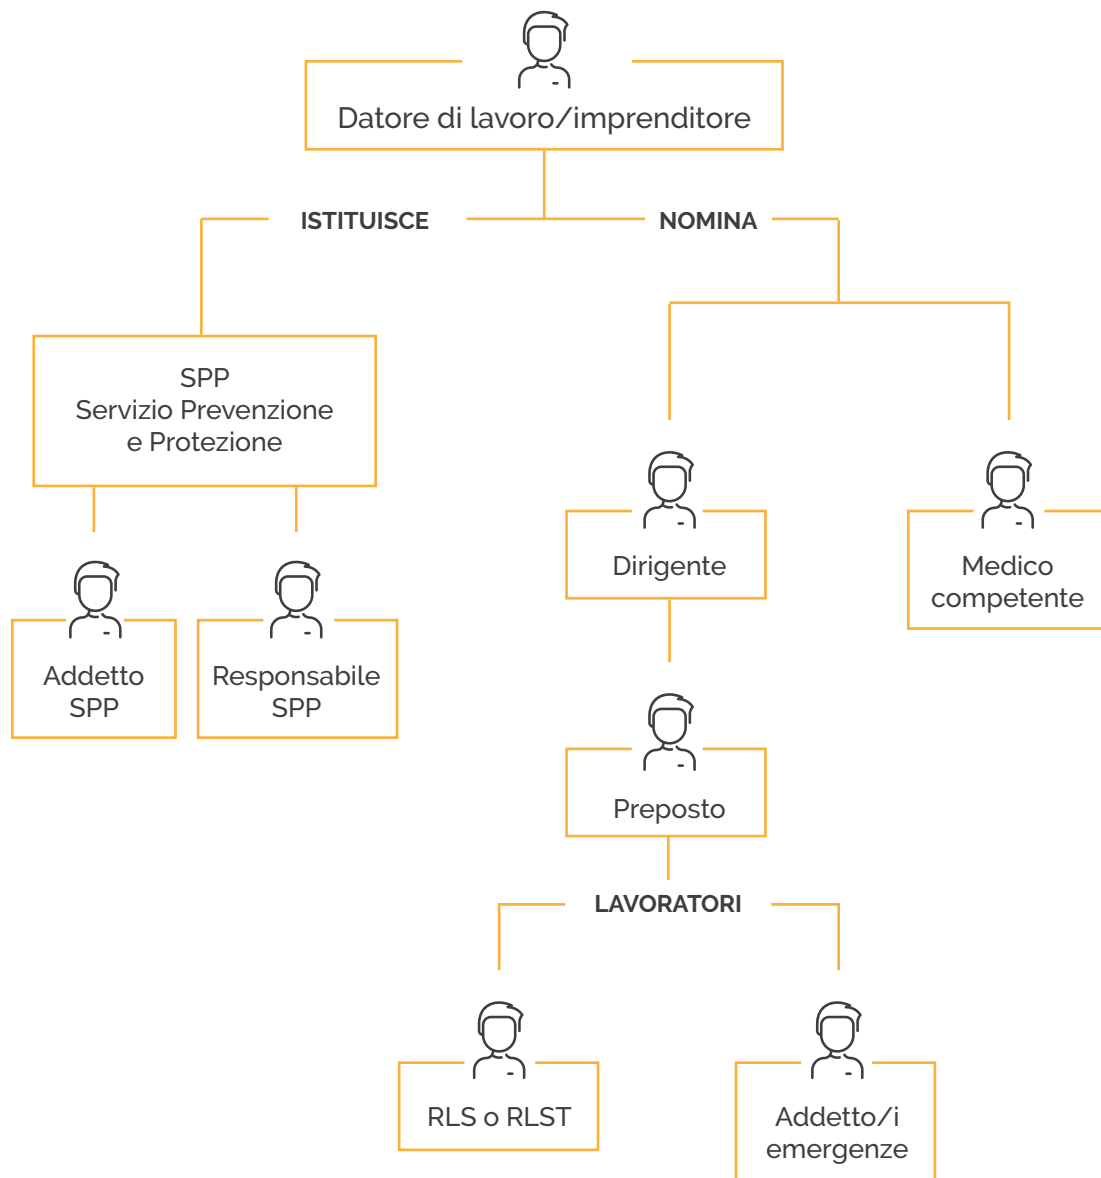 Datore di lavoro/imprenditore
ISTITUISCE
NOMINA
SPP
Servizio Prevenzione
e Protezione
Dirigente
Medico
competente
Addetto
SPP
Responsabile
SPP
Preposto
LAVORATORI
RLS o RLST
Addetto/i
emergenze